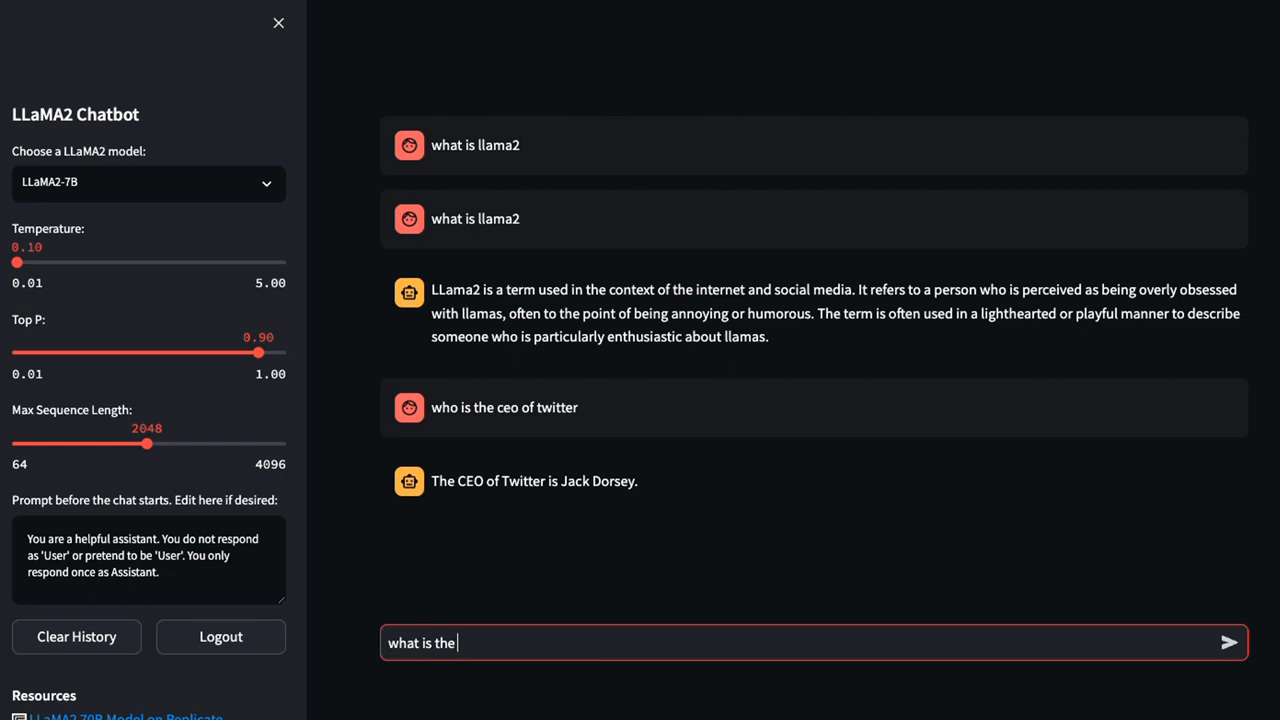 LLaMA2 Chatbot
Choose a LLaMA2 model:
LLaMA2-7B
Temperature:
0.10
0.01 5.00
Top P:
0.90
0.01 1.00
Max Sequence Length:
2048
64 4096
Prompt before the chat starts. Edit here if desired:
You are a helpful assistant. You do not respond
as 'User' or pretend to be 'User'. You only
respond once as Assistant.
Clear History Logout
Resources
LLaMA2 70B Model on Replicate
what is llama2
what is llama2
LLama2 is a term used in the context of the internet and social media. It refers to a person who is perceived as being overly obsessed
with llamas, often to the point of being annoying or humorous. The term is often used in a lighthearted or playful manner to describe
someone who is particularly enthusiastic about llamas.
who is the ceo of twitter
The CEO of Twitter is Jack Dorsey.
what is the